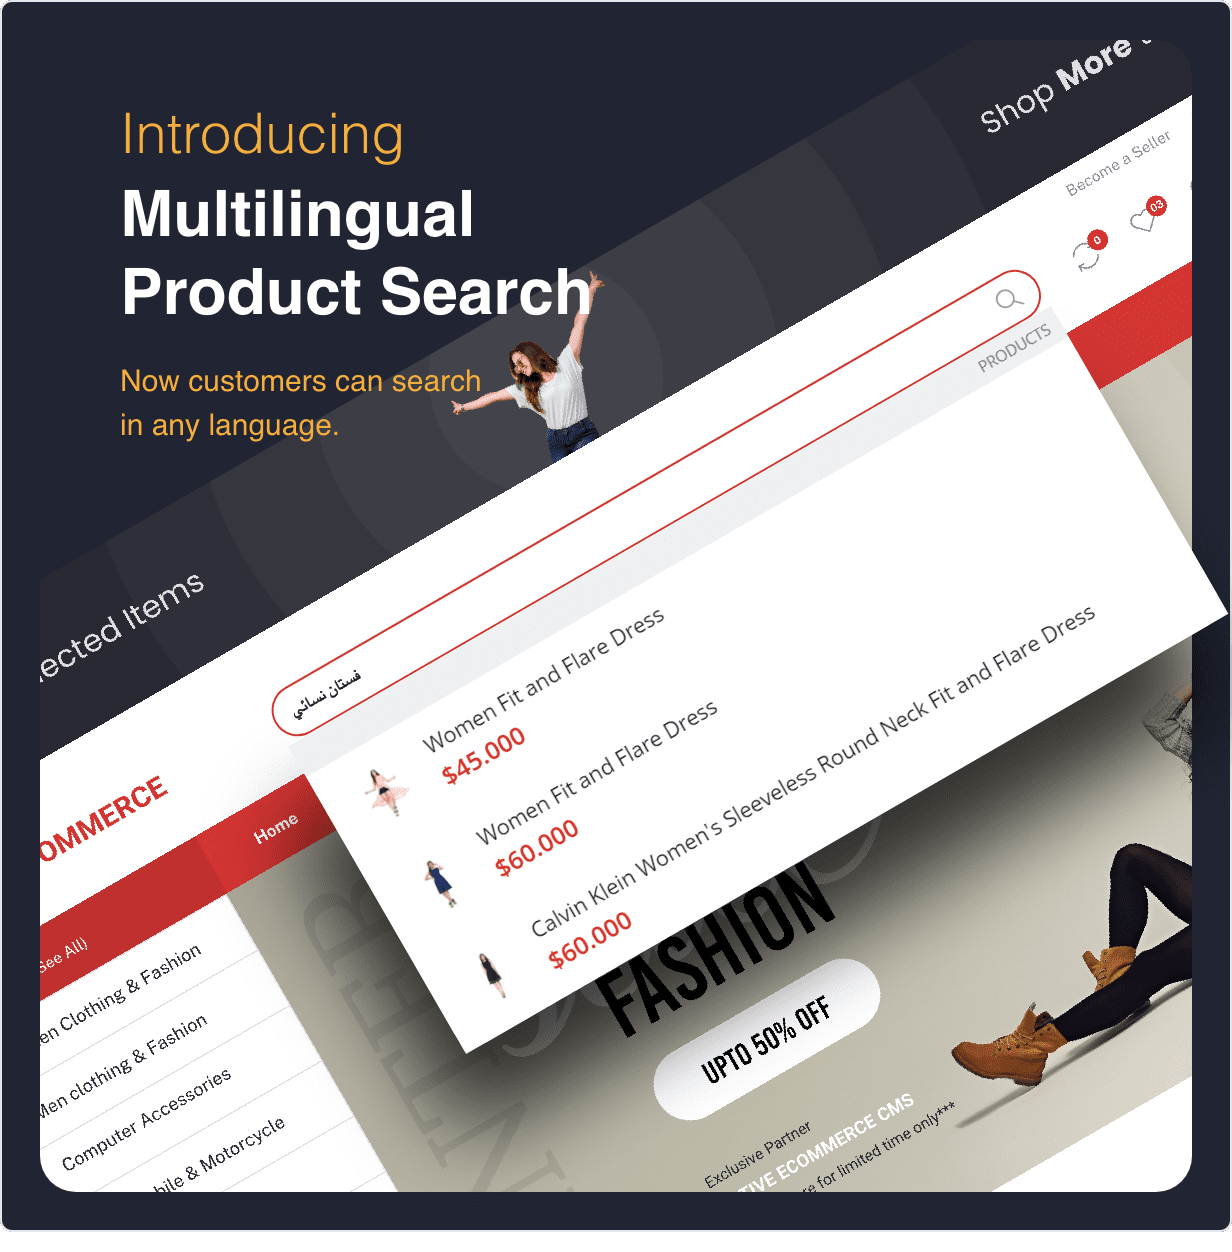 Introducing
Multilingual
Product Search
Now customers can search
in any language.
Shop More
Become a Seller
0
03
Items
فستان نسائي
PRODUCTS
Women Fit and Flare Dress
$45.000
Women Fit and Flare Dress
$60.000
Calvin Klein Women's Sleeveless Round Neck Fit and Flare Dress
$60.000
OMMERCE
Home
See All)
en Clothing & Fashion
Men clothing & Fashion
Computer Accessories
bile & Motorcycle
FASHION
UPTO 50% OFF
Exclusive Partner
TIVE ECOMMERCE CMS
re for limited time only***